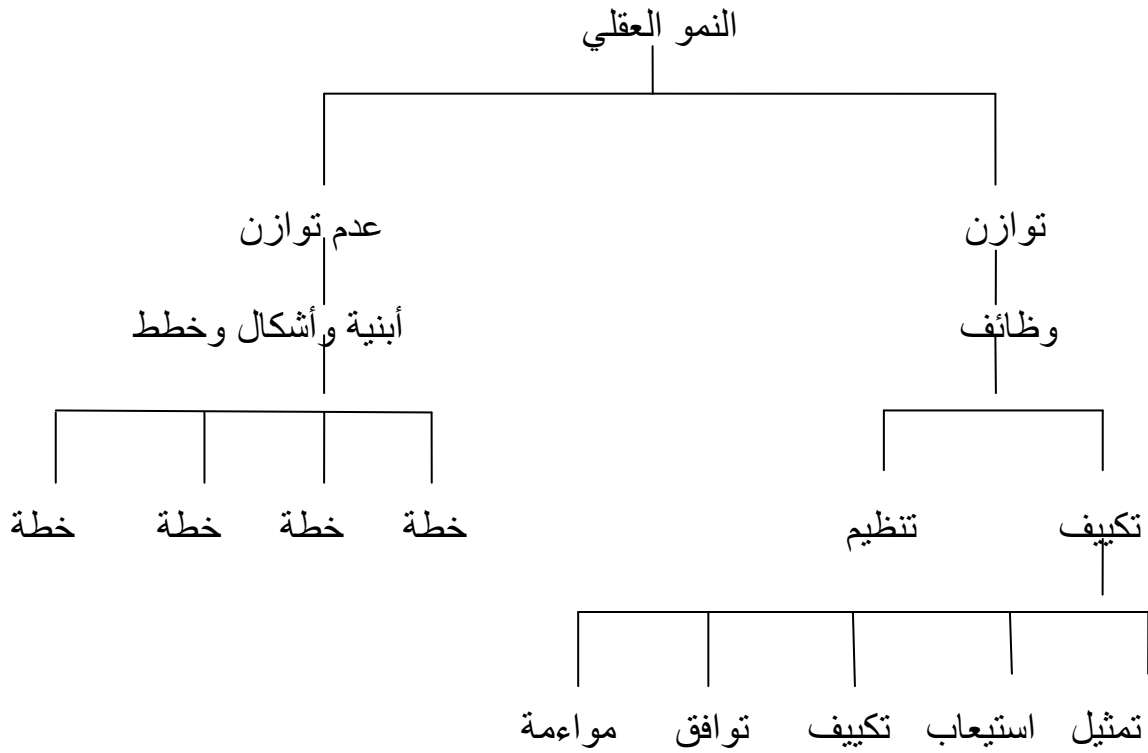 النمو العقلي
توازن عدم توازن
وظائف أبنية وأشكال وخطط
تكييف تنظيم خطة خطة خطة خطة
تمثيل استيعاب تكييف توافق مواءمة